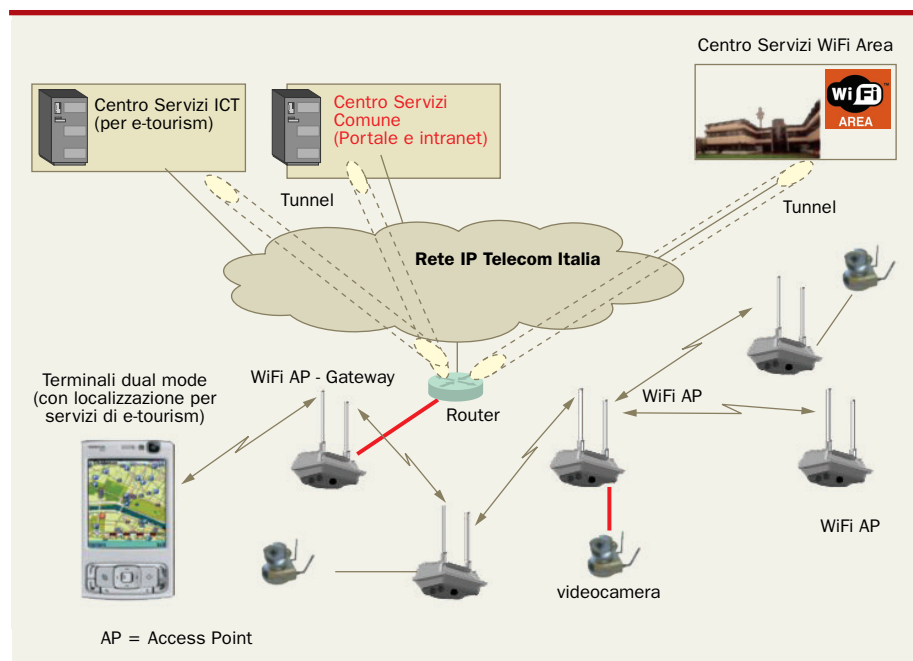 Centro Servizi WiFi Area
Centro Servizi ICT
(per e-tourism)
Centro Servizi
Comune
(Portale e intranet)
Wi Fi
AREA
Tunnel
Tunnel
Rete IP Telecom Italia
Terminali dual mode
(con localizzazione per
servizi di e-tourism)
WiFi AP - Gateway
Router
WiFi AP
WiFi AP
videocamera
AP = Access Point